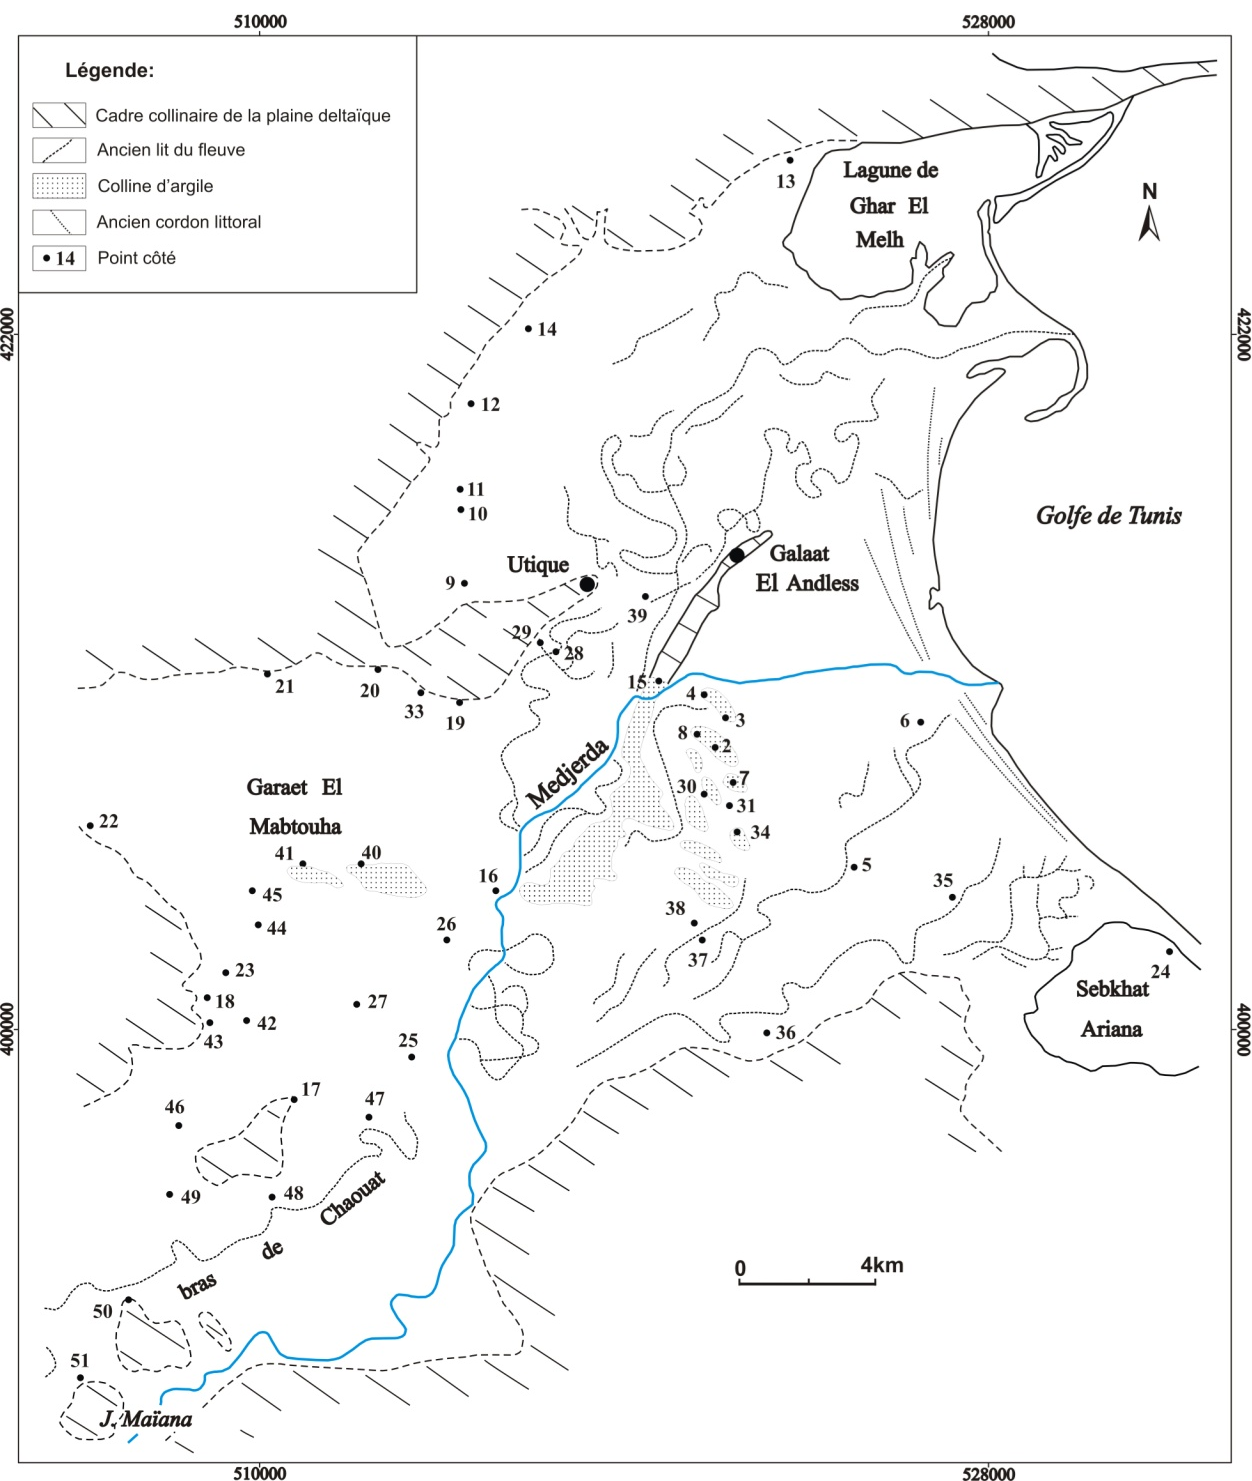 510000
528000
Légende:
Cadre collinaire de la plaine deltaïque
Ancien lit du fleuve
Colline d'argile
Ancien cordon littoral
14 Point côté
13
Lagune de
Ghar El
Melh
N
422000
422000
14
12
11
10
Golfe de Tunis
Utique
Galaat
El Andless
9
39
29
28
21
20
33
19
15
4
3
8
2
6
7
30
31
34
Medjerda
Garaet El
Mabtouha
22
41
40
45
16
5
35
44
26
38
37
23
24
18
27
42
43
Sebkhat
Ariana
400000
400000
36
25
17
47
46
49
48
bras de Chaouat
50
0 4km
51
J. Maïana
510000
528000